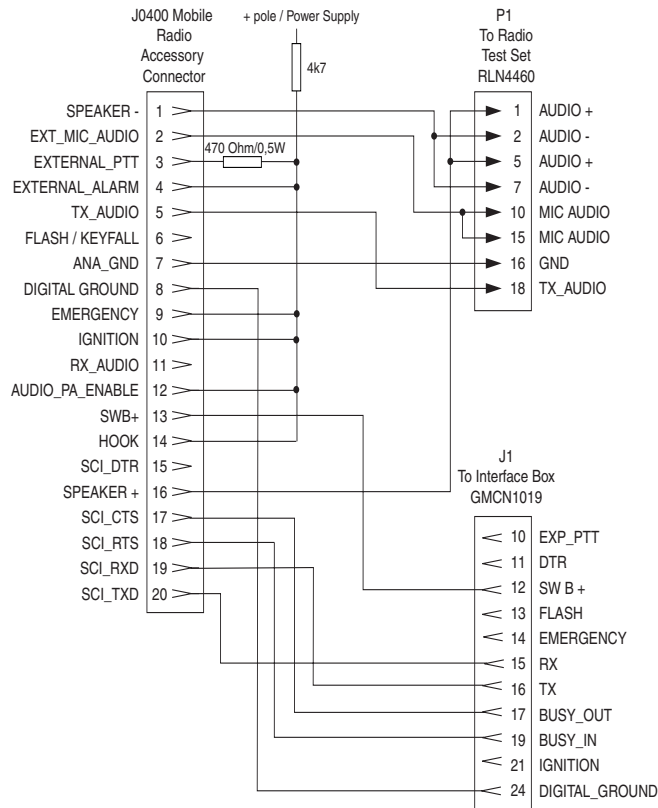 J0400 Mobile
Radio
Accessory
Connector
+ pole / Power Supply
4k7
P1
To Radio
Test Set
RLN4460
SPEAKER - 1
EXT_MIC_AUDIO 2
EXTERNAL_PTT 3
470 Ohm/0,5W
EXTERNAL_ALARM 4
TX_AUDIO 5
FLASH / KEYFALL 6
ANA_GND 7
DIGITAL GROUND 8
EMERGENCY 9
IGNITION 10
RX_AUDIO 11
AUDIO_PA_ENABLE 12
SWB+ 13
HOOK 14
SCI_DTR 15
SPEAKER + 16
SCI_CTS 17
SCI_RTS 18
SCI_RXD 19
SCI_TXD 20
1 AUDIO +
2 AUDIO -
5 AUDIO +
7 AUDIO -
10 MIC AUDIO
15 MIC AUDIO
16 GND
18 TX_AUDIO
J1
To Interface Box
GMCN1019
10 EXP_PTT
11 DTR
12 SW B +
13 FLASH
14 EMERGENCY
15 RX
16 TX
17 BUSY_OUT
19 BUSY_IN
21 IGNITION
24 DIGITAL_GROUND